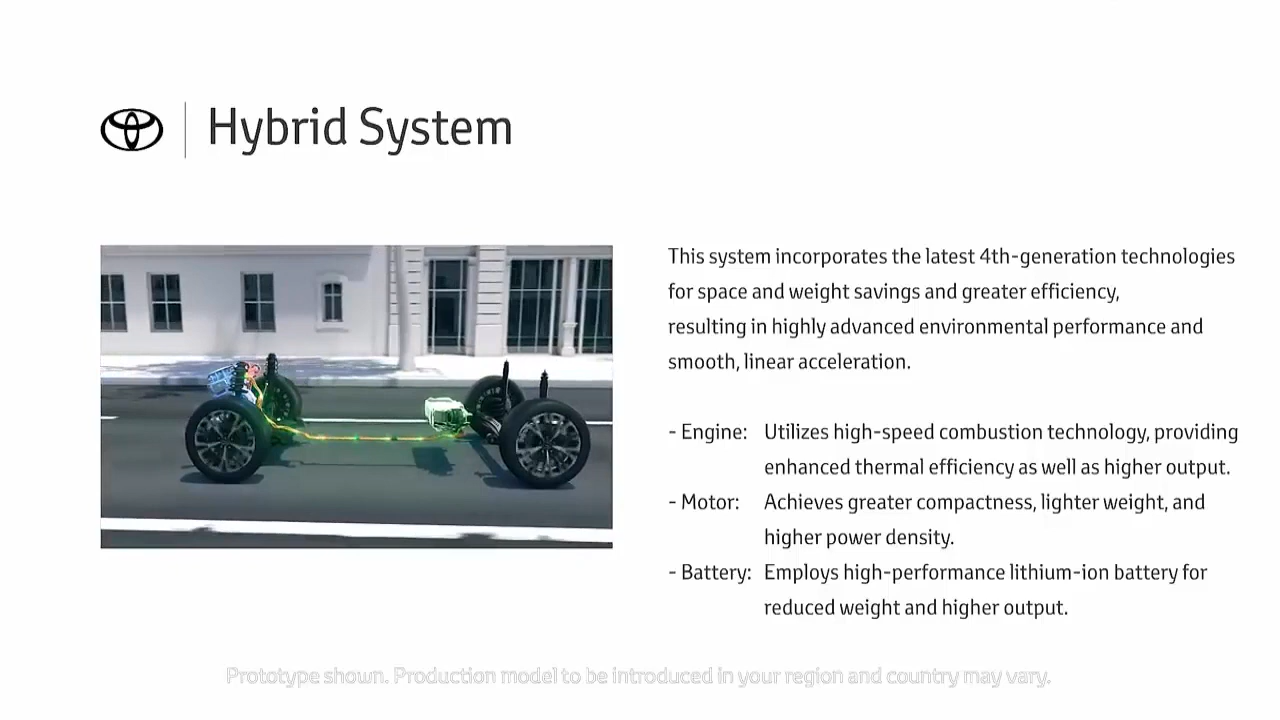 Hybrid System
This system incorporates the latest 4th-generation technologies
for space and weight savings and greater efficiency,
resulting in highly advanced environmental performance and
smooth, linear acceleration.
- Engine: Utilizes high-speed combustion technology, providing
enhanced thermal efficiency as well as higher output.
- Motor: Achieves greater compactness, lighter weight, and
higher power density.
- Battery: Employs high-performance lithium-ion battery for
reduced weight and higher output.
Prototype shown. Production model to be introduced in your region and country may vary.